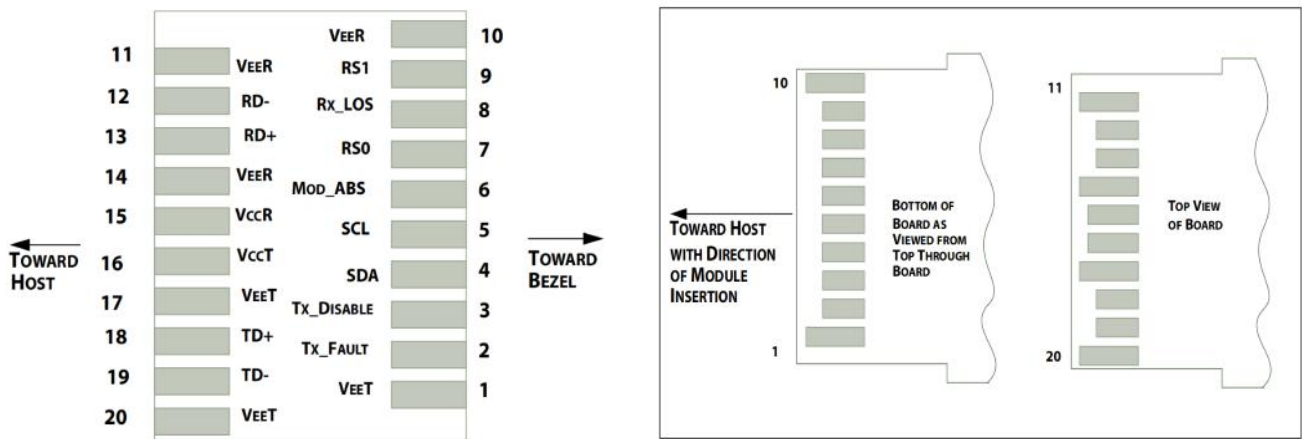 11
12
13
14
15
16
17
18
19
20
VEER
RD-
RD+
VEER
VCCR
VCCT
VEET
TD+
TD-
VEET
VEER
RS1
RX_LOS
RS0
MOD_ABS
SCL
SDA
TX_DISABLE
TX_FAULT
VEET
10
9
8
7
6
5
4
3
2
1
TOWARD
HOST
TOWARD
BEZEL
10
1
TOWARD HOST
WITH DIRECTION
OF MODULE
INSERTION
BOTTOM OF
BOARD AS
VIEWED FROM
TOP THROUGH
BOARD
11
20
TOP VIEW
OF BOARD